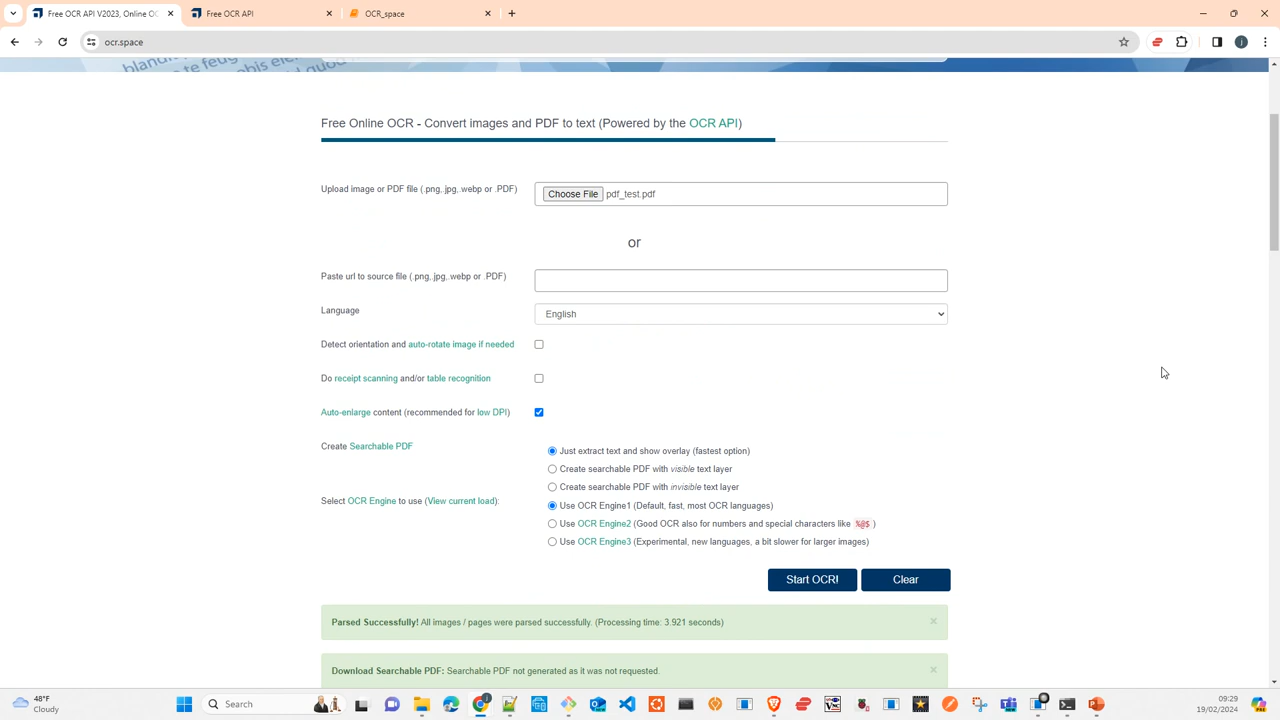 Free OCR API V2023, Online OC
Free OCR API
OCR_space
ocr.space
Free Online OCR - Convert images and PDF to text (Powered by the OCR API)
Upload image or PDF file (.png,.jpg,.webp or .PDF)
Choose File pdf_test.pdf
or
Paste url to source file (.png,.jpg,.webp or .PDF)
Language
English
Detect orientation and auto-rotate image if needed
Do receipt scanning and/or table recognition
Auto-enlarge content (recommended for low DPI)
Create Searchable PDF
Just extract text and show overlay (fastest option)
Create searchable PDF with visible text layer
Create searchable PDF with invisible text layer
Select OCR Engine to use (View current load):
Use OCR Engine1 (Default, fast, most OCR languages)
Use OCR Engine2 (Good OCR also for numbers and special characters like %@$ )
Use OCR Engine3 (Experimental, new languages, a bit slower for larger images)
Start OCR!
Clear
Parsed Successfully! All images / pages were parsed successfully. (Processing time: 3.921 seconds)
Download Searchable PDF: Searchable PDF not generated as it was not requested.
48°F
Cloudy
Search
09:29
19/02/2024